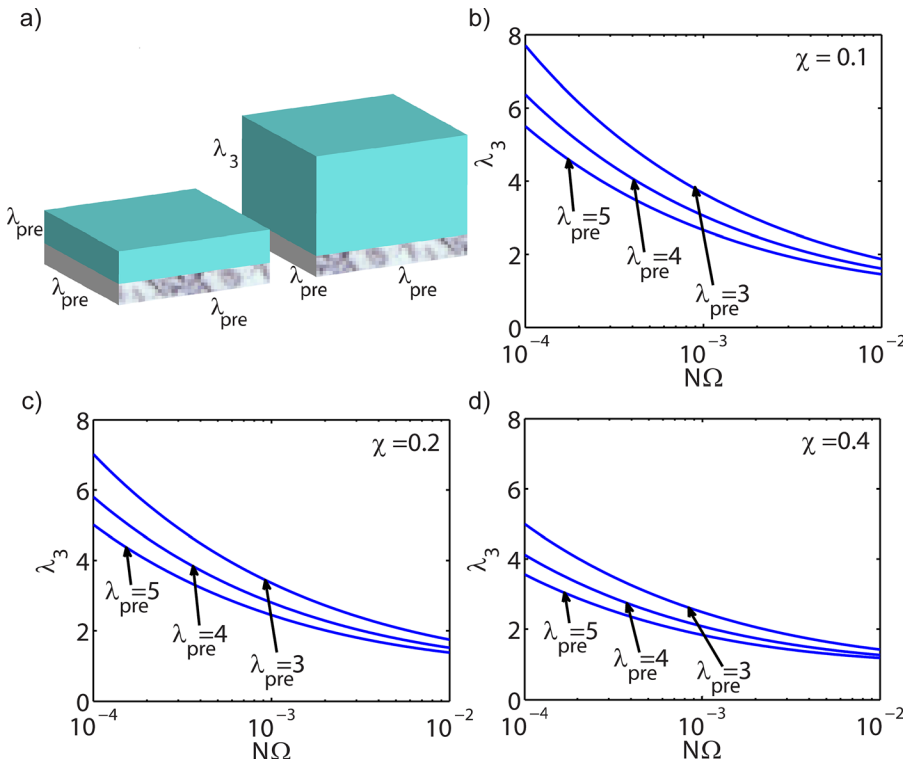 a)
λ3
λpre
λpre
λpre
λpre
λpre
b)
χ = 0.1
8
6
4
2
0
λ3
λpre=5
λpre=4
λpre=3
10−4
10−3
10−2
NΩ
c)
χ =0.2
8
6
4
2
0
λ3
λpre=5
λpre=4
λpre=3
10−4
10−3
10−2
NΩ
d)
χ =0.4
8
6
4
2
0
λ3
λpre=5
λpre=4
λpre=3
10−4
10−3
10−2
NΩ